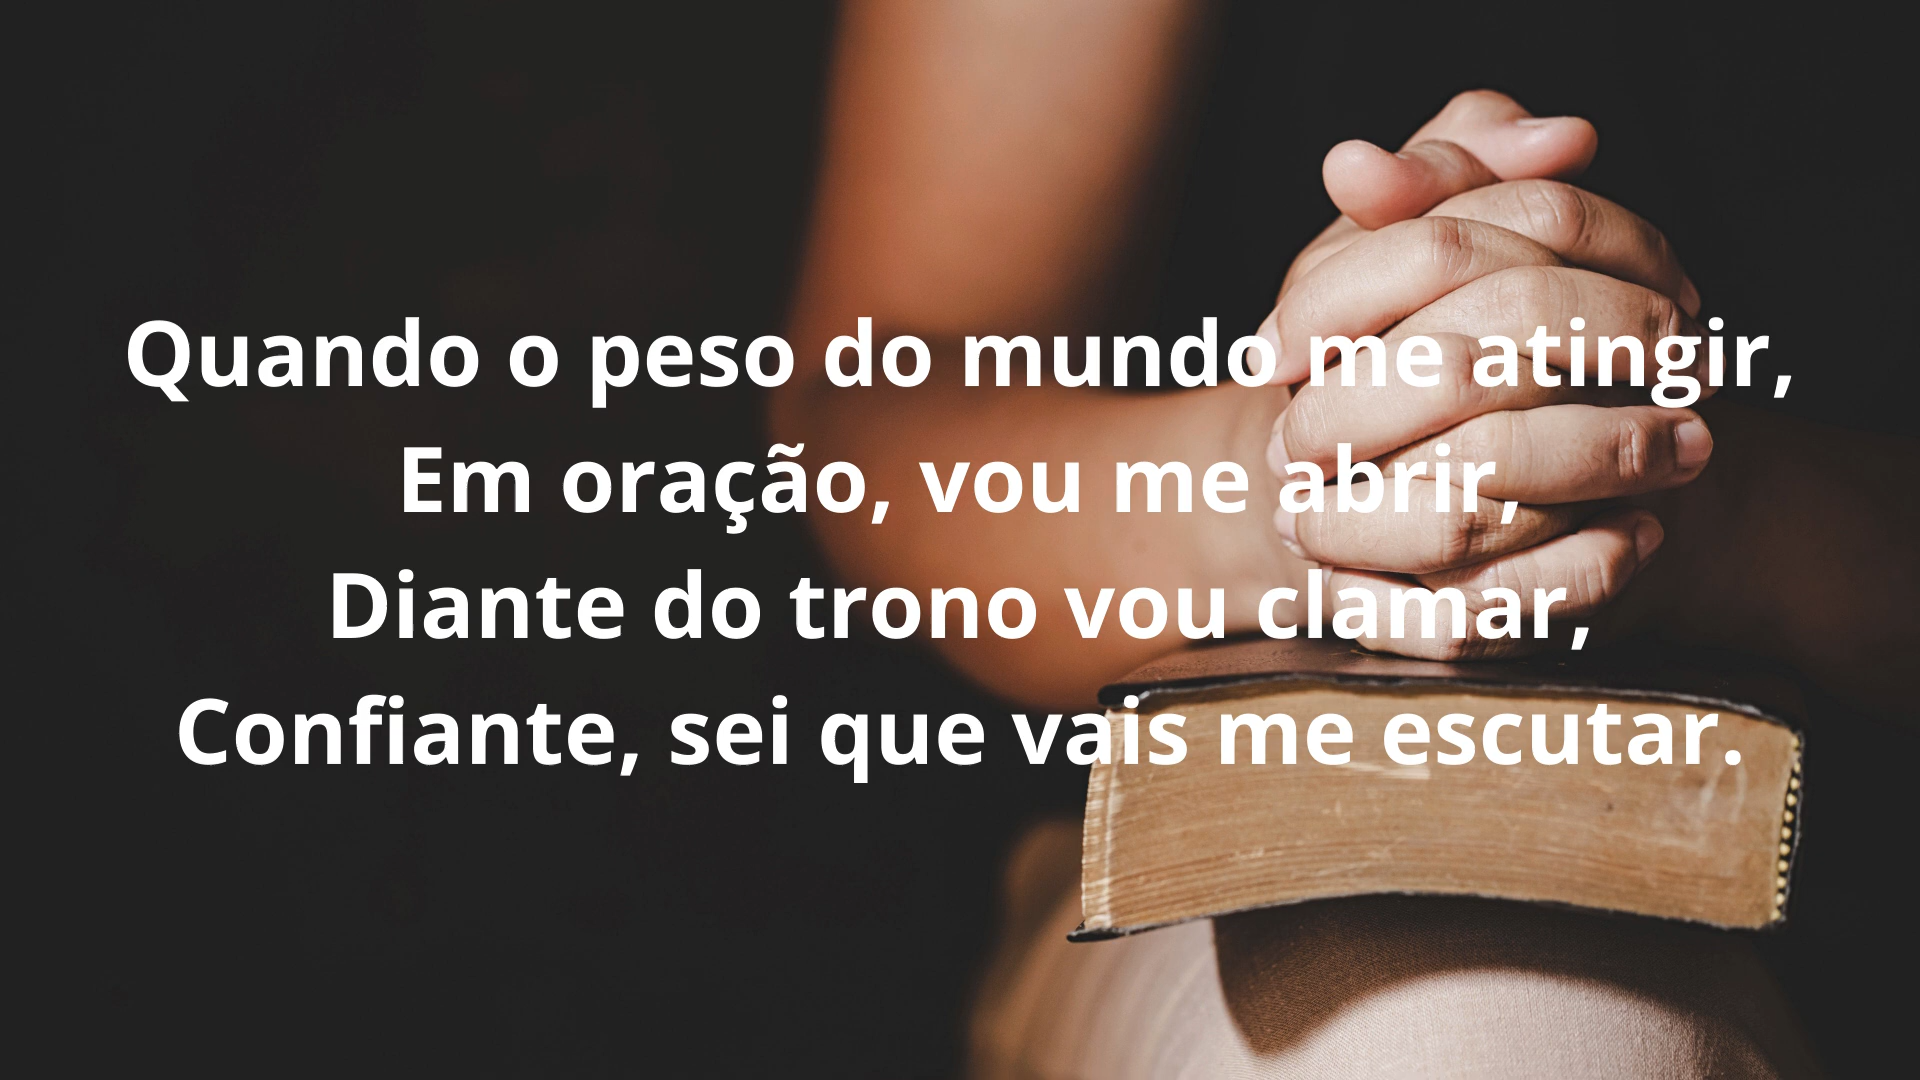 Quando o peso do mundo me atingir,
Em oração, vou me abrir,
Diante do trono vou clamar,
Confiante, sei que vais me escutar.